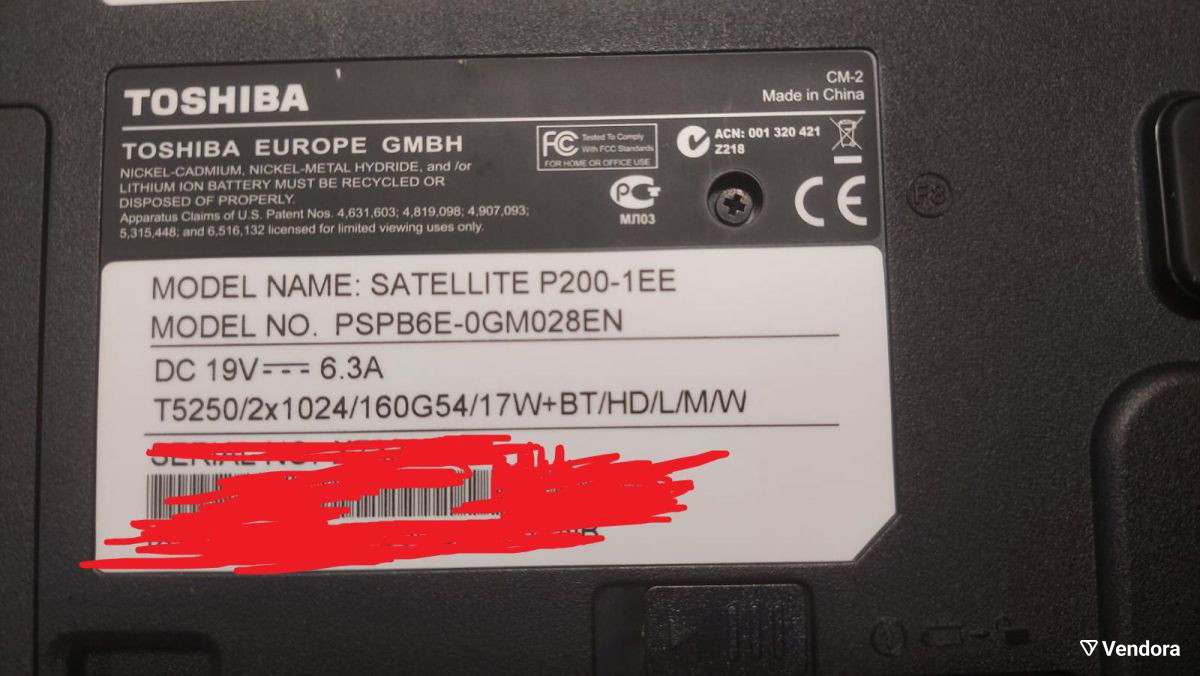 TOSHIBA
CM-2
Made in China
TOSHIBA EUROPE GMBH
NICKEL-CADMIUM, NICKEL-METAL HYDRIDE, and /or
LITHIUM ION BATTERY MUST BE RECYCLED OR
DISPOSED OF PROPERLY.
Apparatus Claims of U.S. Patent Nos. 4,631,603; 4,819,098; 4,907,093;
5,315,448; and 6,516,132 licensed for limited viewing uses only.
FC Tested To Comply
With FCC Standards
FOR HOME OR OFFICE USE
ACN: 001 320 421
Z218
РСТ
МЛ03
CE
F8
MODEL NAME: SATELLITE P200-1EE
MODEL NO. PSPB6E-0GM028EN
DC 19V 6.3A
T5250/2x1024/160G54/17W+BT/HD/L/M/W
SERIAL NO.
Vendora